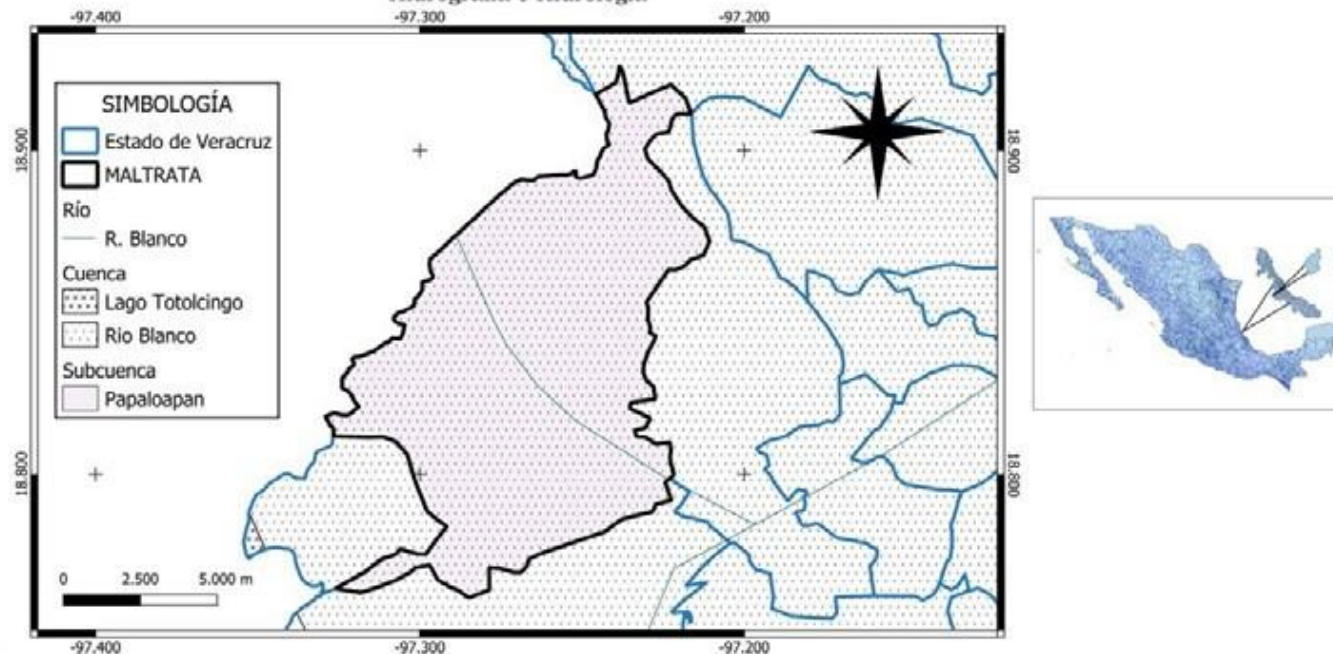 -97.400 -97.300 -97.200
SIMBOLOGÍA
Estado de Veracruz
MALTRATA
Río
R. Blanco
Cuenca
Lago Totolcingo
Rio Blanco
Subcuenca
Papaloapan
0 2.500 5.000 m
18.900
18.800
18.900
18.800
-97.400 -97.300 -97.200